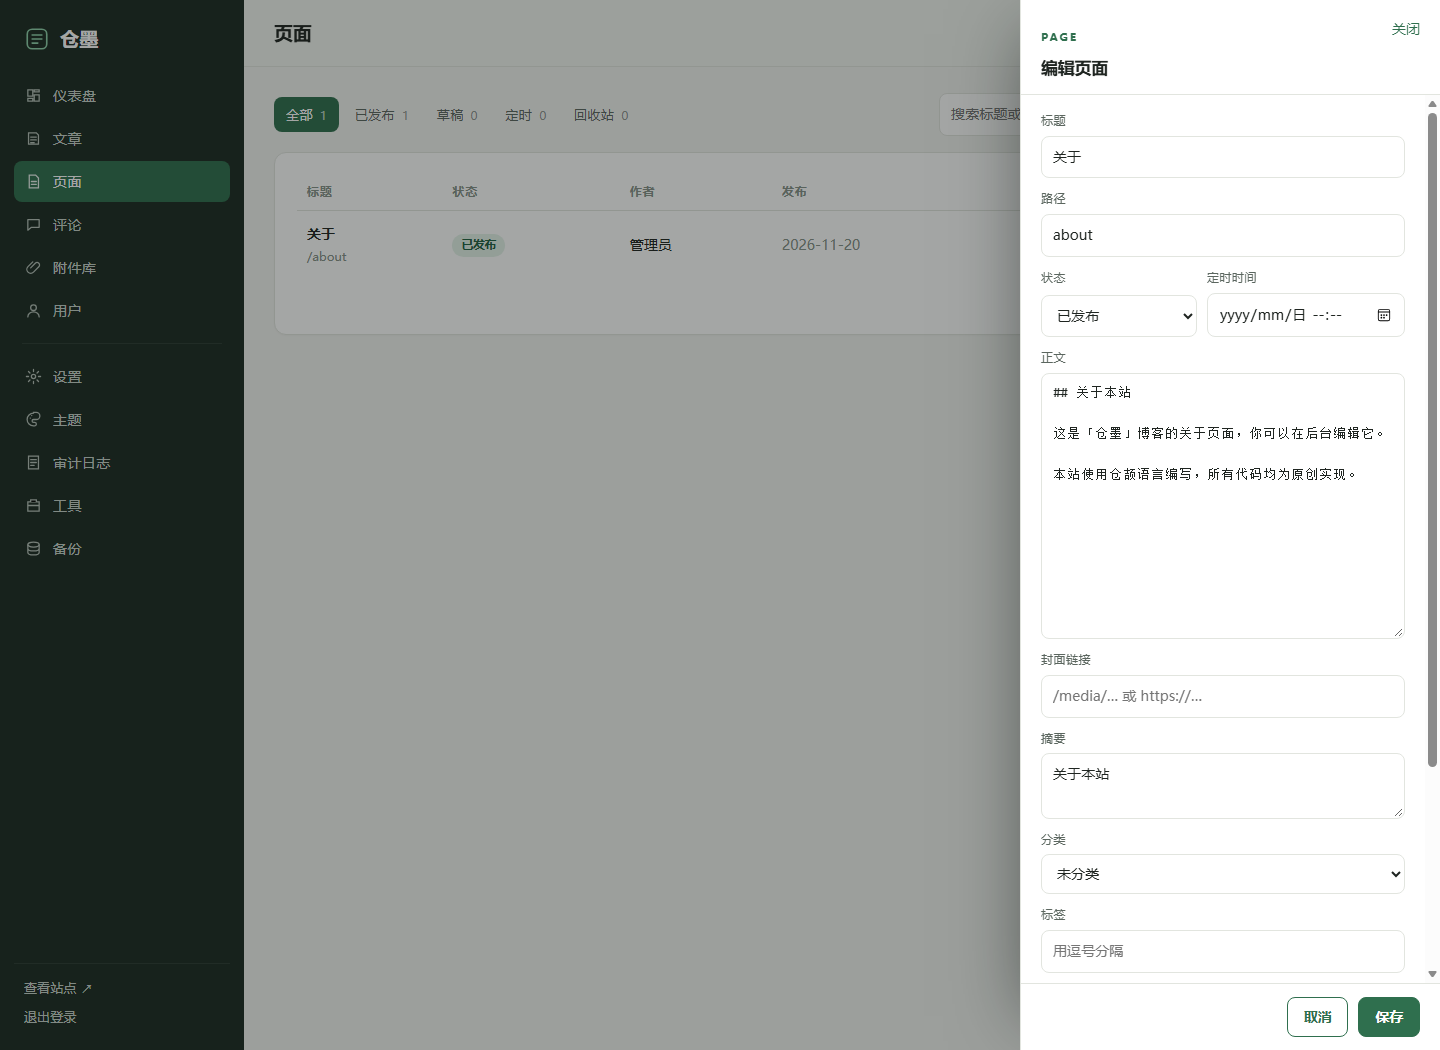 仓墨
仪表盘
文章
页面
评论
附件库
用户
设置
主题
审计日志
工具
备份
查看站点 ↗
退出登录
页面
全部 1
已发布 1
草稿 0
定时 0
回收站 0
搜索标题或
标题 状态 作者 发布
关于 已发布 管理员 2026-11-20
/about
PAGE
关闭
编辑页面
标题
关于
路径
about
状态 定时时间
已发布 yyyy/mm/日 --:--
正文
## 关于本站
这是「仓墨」博客的关于页面，你可以在后台编辑它。
本站使用仓颉语言编写，所有代码均为原创实现。
封面链接
/media/... 或 https://...
摘要
关于本站
分类
未分类
标签
用逗号分隔
取消 保存